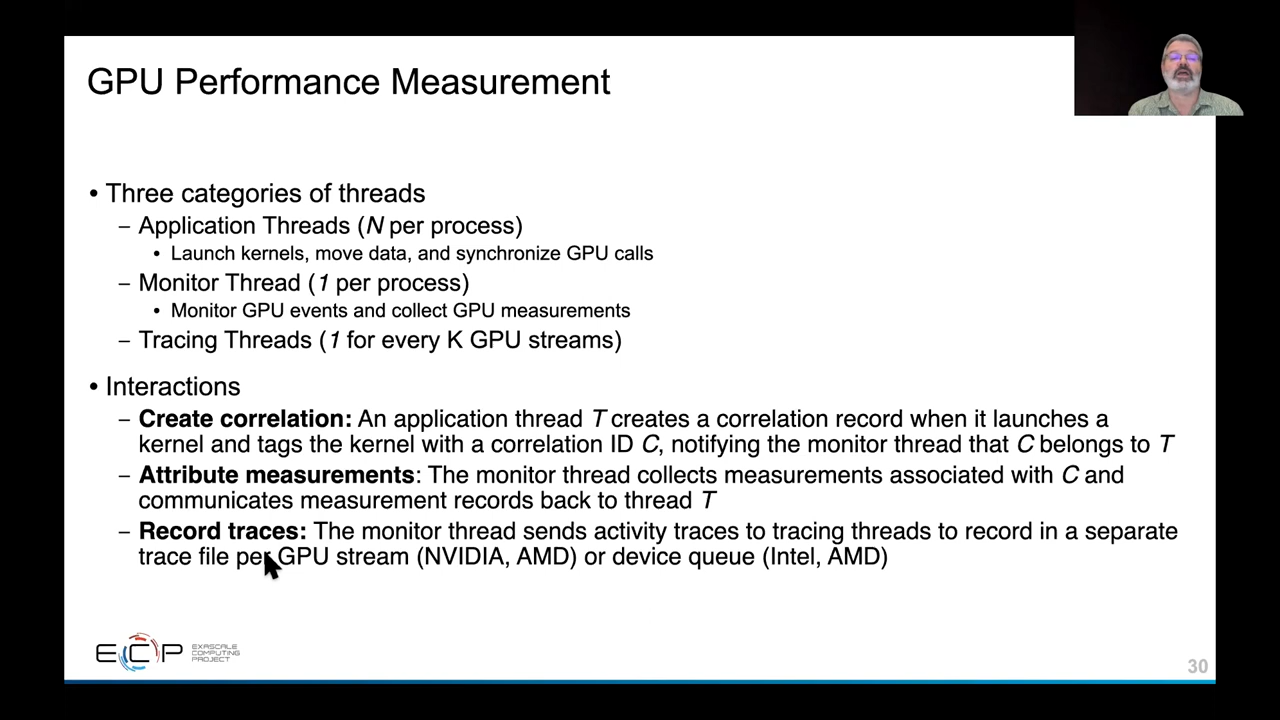 GPU Performance Measurement
• Three categories of threads
– Application Threads (N per process)
• Launch kernels, move data, and synchronize GPU calls
– Monitor Thread (1 per process)
• Monitor GPU events and collect GPU measurements
– Tracing Threads (1 for every K GPU streams)
• Interactions
– Create correlation: An application thread T creates a correlation record when it launches a
kernel and tags the kernel with a correlation ID C, notifying the monitor thread that C belongs to T
– Attribute measurements: The monitor thread collects measurements associated with C and
communicates measurement records back to thread T
– Record traces: The monitor thread sends activity traces to tracing threads to record in a separate
trace file per GPU stream (NVIDIA, AMD) or device queue (Intel, AMD)
ECP
EXASCALE
COMPUTING
PROJECT
30